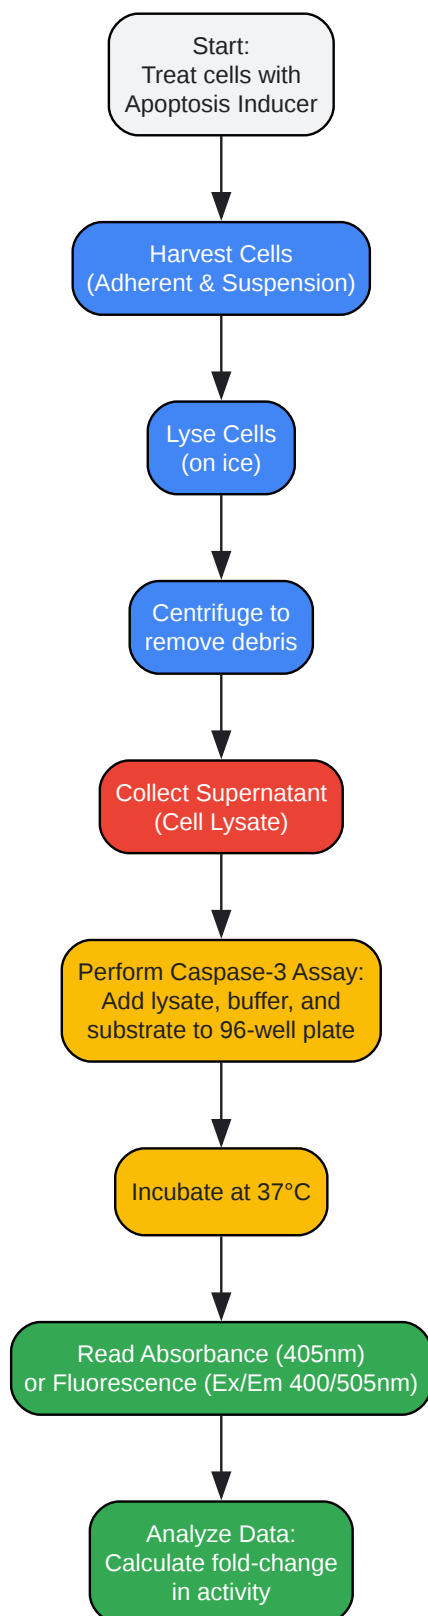 Start:
Treat cells with
Apoptosis Inducer
Harvest Cells
(Adherent & Suspension)
Lyse Cells
(on ice)
Centrifuge to
remove debris
Collect Supernatant
(Cell Lysate)
Perform Caspase-3 Assay:
Add lysate, buffer, and
substrate to 96-well plate
Incubate at 37°C
Read Absorbance (405nm)
or Fluorescence (Ex/Em 400/505nm)
Analyze Data:
Calculate fold-change
in activity